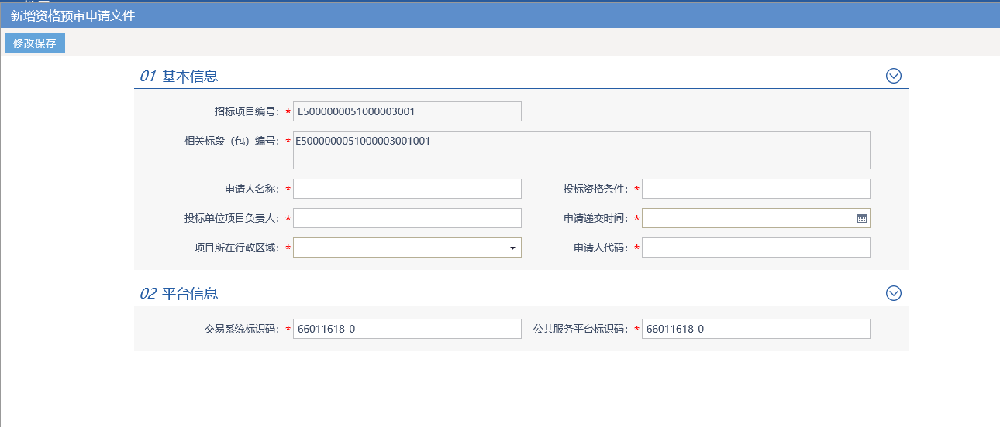 新增资格预审申请文件
修改保存
01 基本信息
招标项目编号：* E5000000051000003001
相关标段（包）编号：* E5000000051000003001001
申请人名称：* 投标资格条件：*
投标单位项目负责人：* 申请递交时间：*
项目所在行政区域：* 申请人代码：*
02 平台信息
交易系统标识码：* 66011618-0 公共服务平台标识码：* 66011618-0